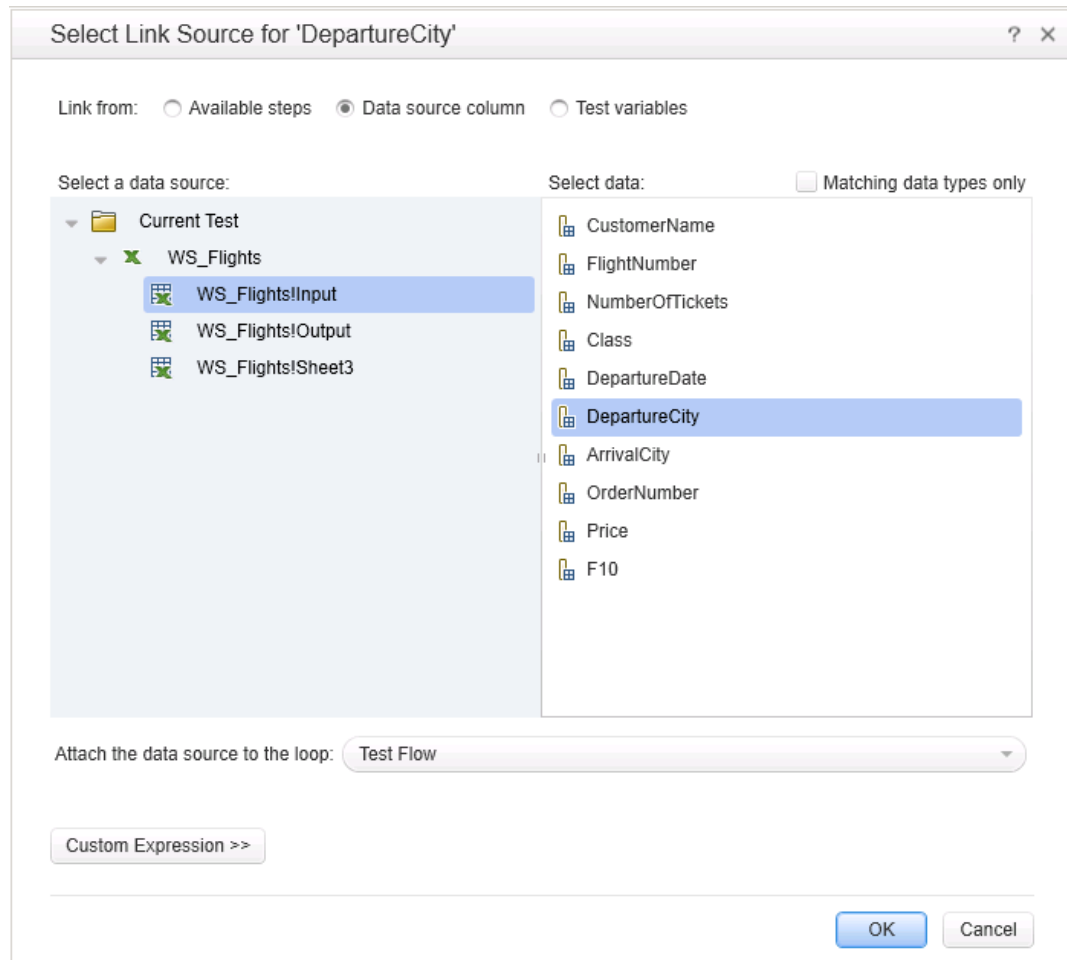 Select Link Source for 'DepartureCity' ? ×
Link from: Available steps Data source column Test variables
Select a data source: Select data: Matching data types only
Current Test
WS_Flights
WS_Flights!Input
WS_Flights!Output
WS_Flights!Sheet3
CustomerName
FlightNumber
NumberOfTickets
Class
DepartureDate
DepartureCity
ArrivalCity
OrderNumber
Price
F10
Attach the data source to the loop: Test Flow
Custom Expression >>
OK Cancel